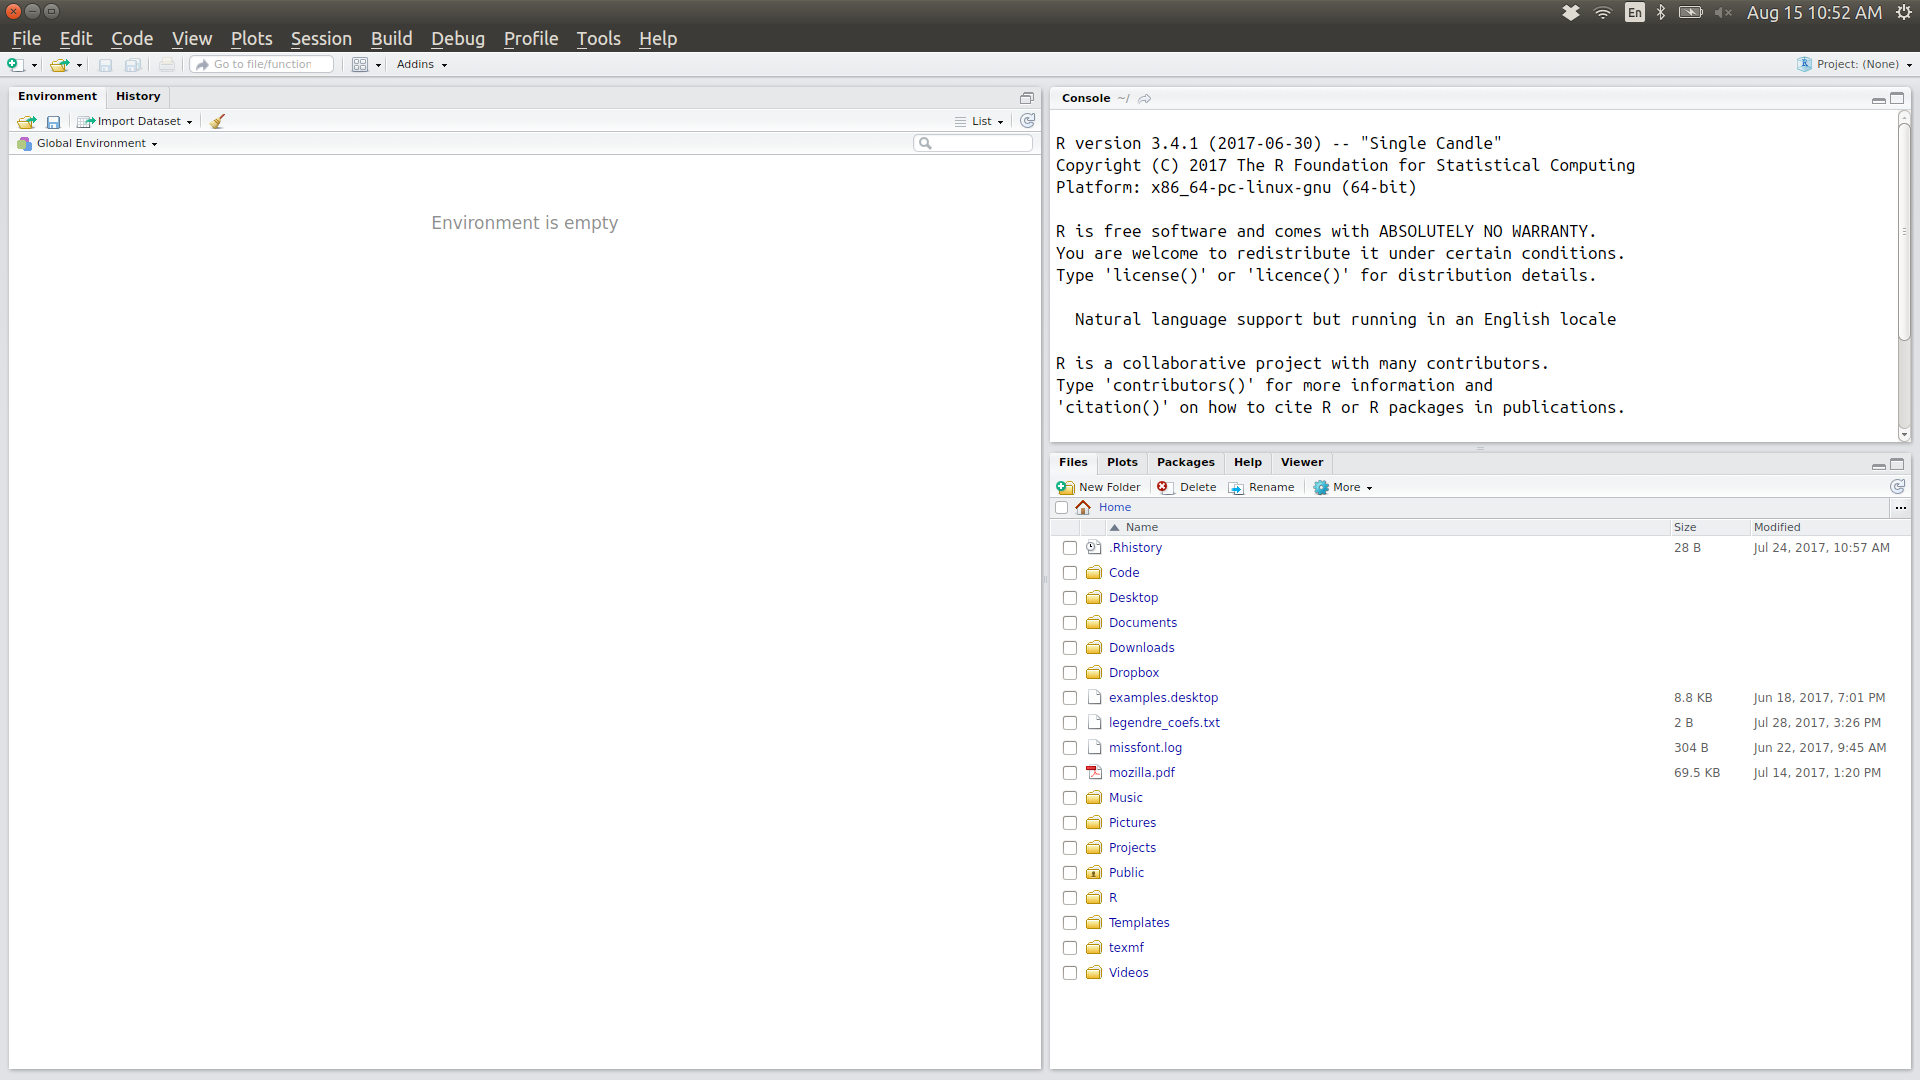 En
Aug 15 10:52 AM
File Edit Code View Plots Session Build Debug Profile Tools Help
Go to file/function
Addins
Project: (None)
Environment History
Import Dataset
List
Global Environment
Environment is empty
Console ~/
R version 3.4.1 (2017-06-30) -- "Single Candle"
Copyright (C) 2017 The R Foundation for Statistical Computing
Platform: x86_64-pc-linux-gnu (64-bit)
R is free software and comes with ABSOLUTELY NO WARRANTY.
You are welcome to redistribute it under certain conditions.
Type 'license()' or 'licence()' for distribution details.
Natural language support but running in an English locale
R is a collaborative project with many contributors.
Type 'contributors()' for more information and
'citation()' on how to cite R or R packages in publications.
Files Plots Packages Help Viewer
New Folder Delete Rename More
Home ...
Name Size Modified
.Rhistory 28 B Jul 24, 2017, 10:57 AM
Code
Desktop
Documents
Downloads
Dropbox
examples.desktop 8.8 KB Jun 18, 2017, 7:01 PM
legendre_coefs.txt 2 B Jul 28, 2017, 3:26 PM
missfont.log 304 B Jun 22, 2017, 9:45 AM
mozilla.pdf 69.5 KB Jul 14, 2017, 1:20 PM
Music
Pictures
Projects
Public
R
Templates
texmf
Videos